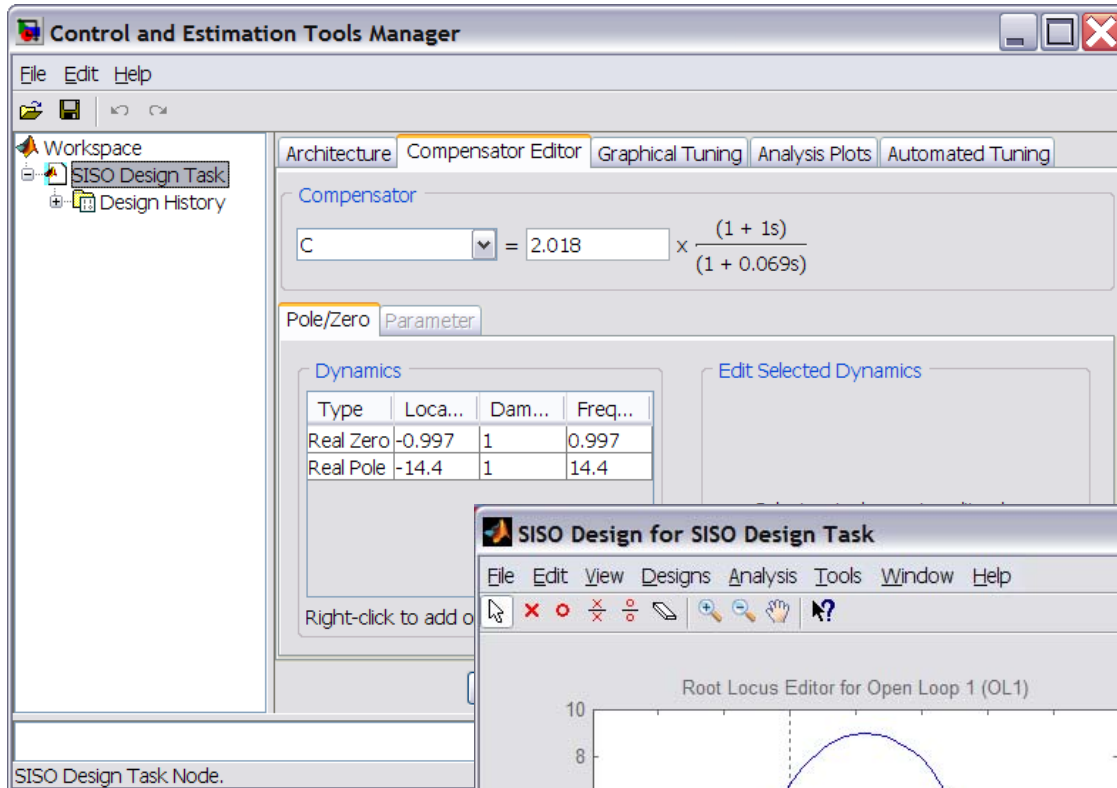 Control and Estimation Tools Manager
File Edit Help
Workspace
SISO Design Task
Design History
Architecture Compensator Editor Graphical Tuning Analysis Plots Automated Tuning
Compensator
C = 2.018 x (1 + 1s)
(1 + 0.069s)
Pole/Zero Parameter
Dynamics
Type Loca... Dam... Freq...
Real Zero -0.997 1 0.997
Real Pole -14.4 1 14.4
Right-click to add o
Edit Selected Dynamics
SISO Design for SISO Design Task
File Edit View Designs Analysis Tools Window Help
Root Locus Editor for Open Loop 1 (OL1)
10
8
SISO Design Task Node.